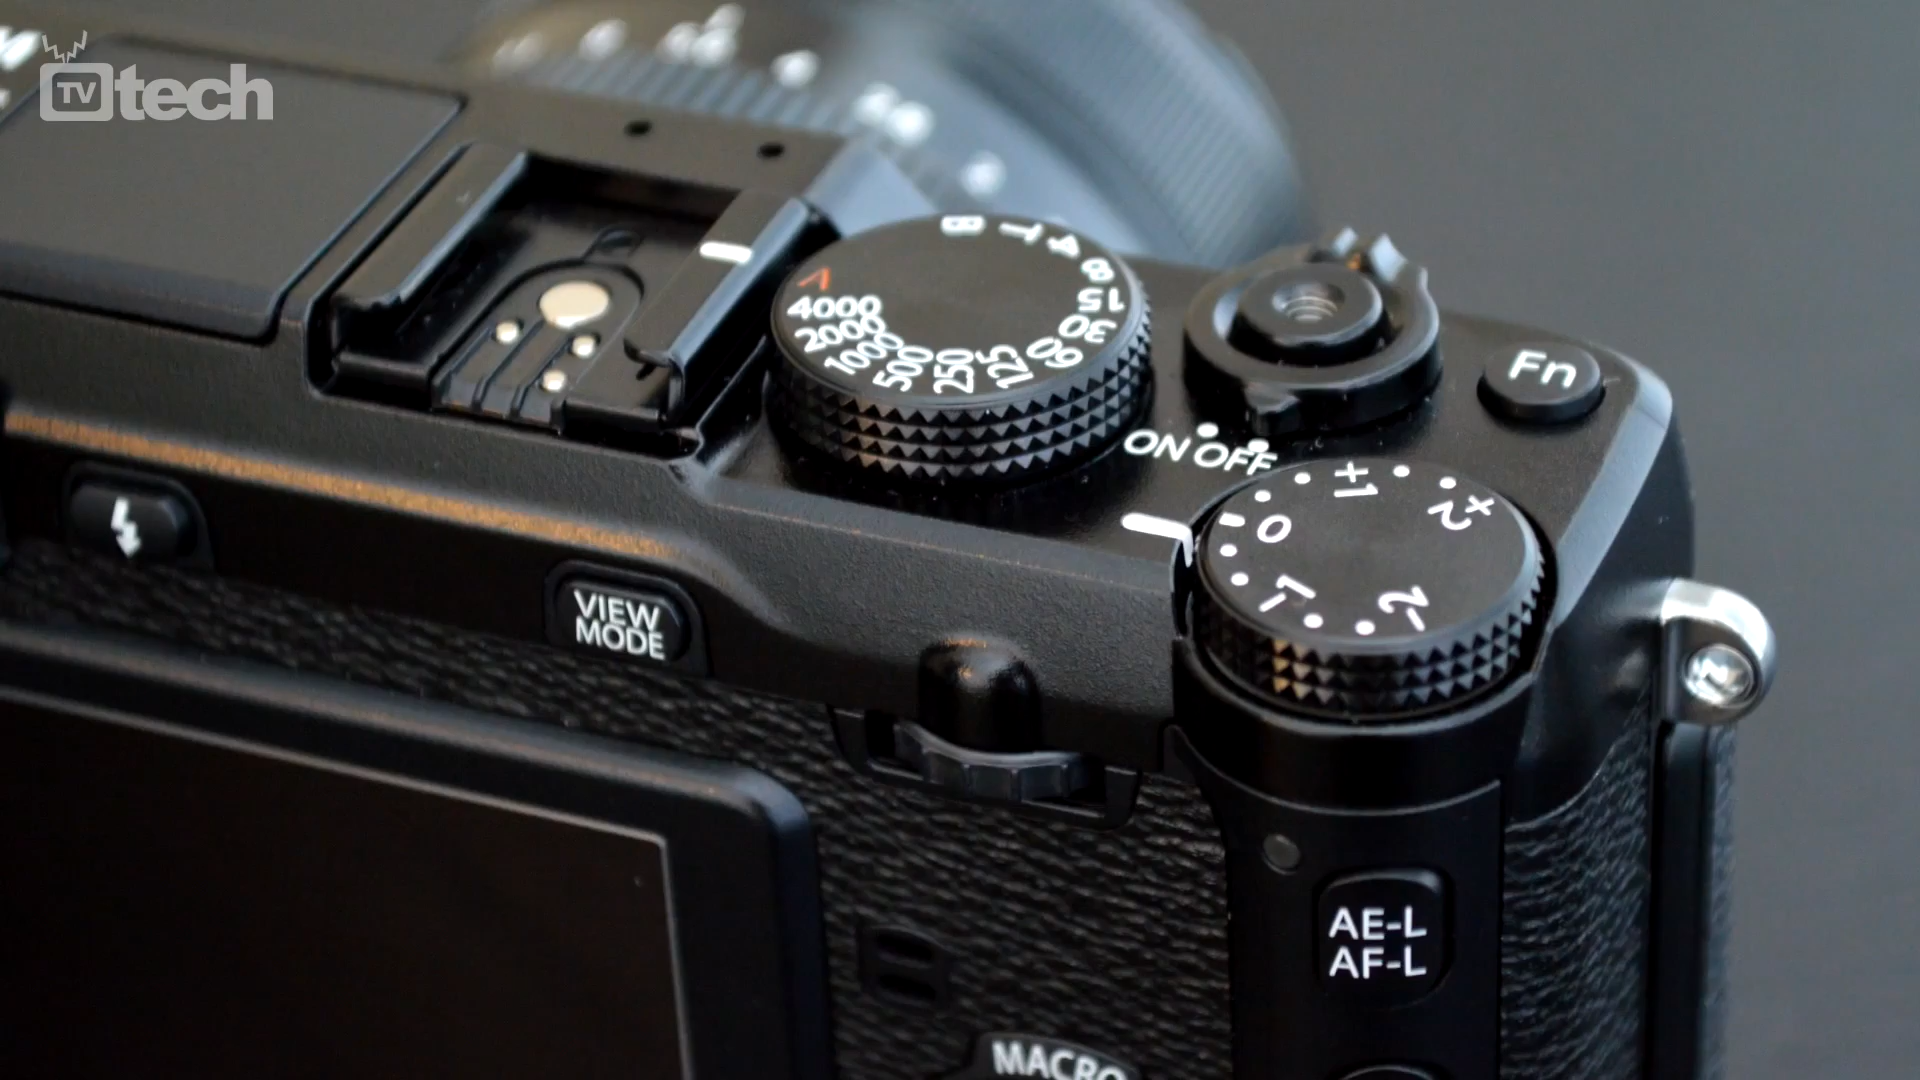 TV tech
B T 4 8 15 30 60 125 250 500 1000 2000 4000 A
Fn
ON OFF
+2 +1 0 -1 -2
VIEW
MODE
AE-L
AF-L
MACRO